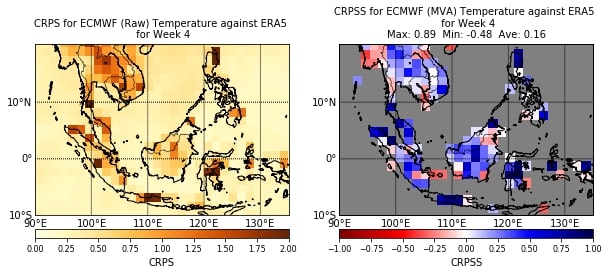 CRPS for ECMWF (Raw) Temperature against ERA5
for Week 4
10°N
0°
10°S
90°E 100°E 110°E 120°E 130°E
0.00 0.25 0.50 0.75 1.00 1.25 1.50 1.75 2.00
CRPS
CRPSS for ECMWF (MVA) Temperature against ERA5
for Week 4
Max: 0.89 Min: -0.48 Ave: 0.16
10°N
0°
10°S
90°E 100°E 110°E 120°E 130°E
−1.00 −0.75 −0.50 −0.25 0.00 0.25 0.50 0.75 1.00
CRPSS